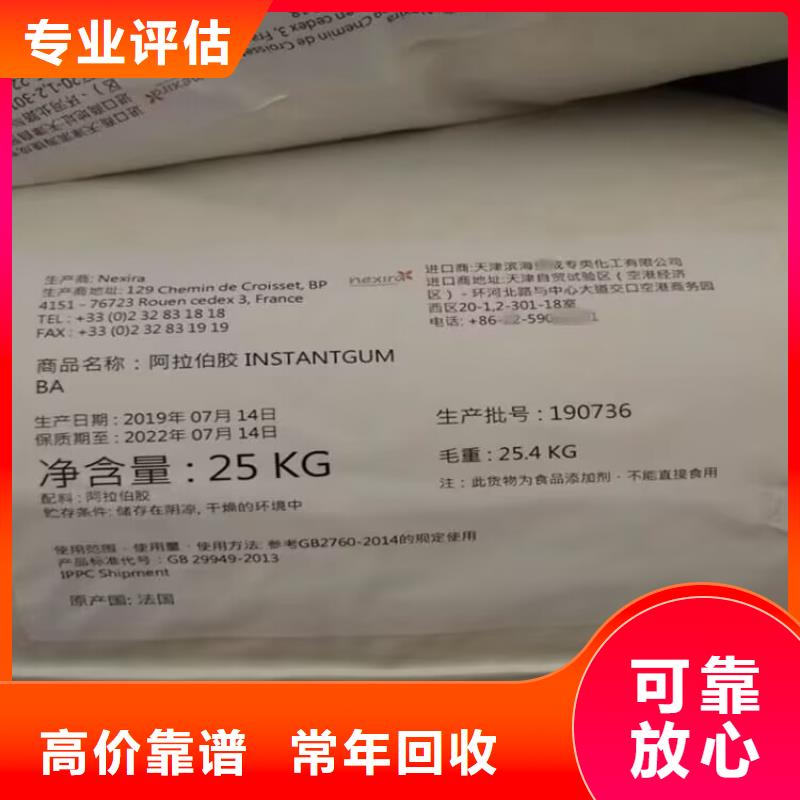 专业评估
生产商: Nexira
生产商地址: 129 Chemin de Croisset, BP
4151 - 76723 Rouen cedex 3, France
TEL : +33 (0)2 32 83 18 18
FAX : +33 (0)2 32 83 19 19
nexira
进口商:天津滨海 成专类化工有限公司
进口商地址:天津自贸试验区（空港经济
区）- 环河北路与中心大道交口空港商务园
西区20-1,2-301-18室
电话: +86- 2-590 1
商品名称: 阿拉伯胶 INSTANTGUM
BA
生产日期: 2019年 07月 14日
保质期至: 2022年 07月 14日
生产批号: 190736
净含量: 25 KG
毛重: 25.4 KG
配料: 阿拉伯胶
注: 此货物为食品添加剂·不能直接食用
贮存条件: 储存在阴凉, 干燥的环境中
使用范围·使用量·使用方法: 参考GB2760-2014的规定使用
产品标准代号: GB 29949-2013
IPPC Shipment
原产国: 法国
可靠
放心
高价靠谱 常年回收